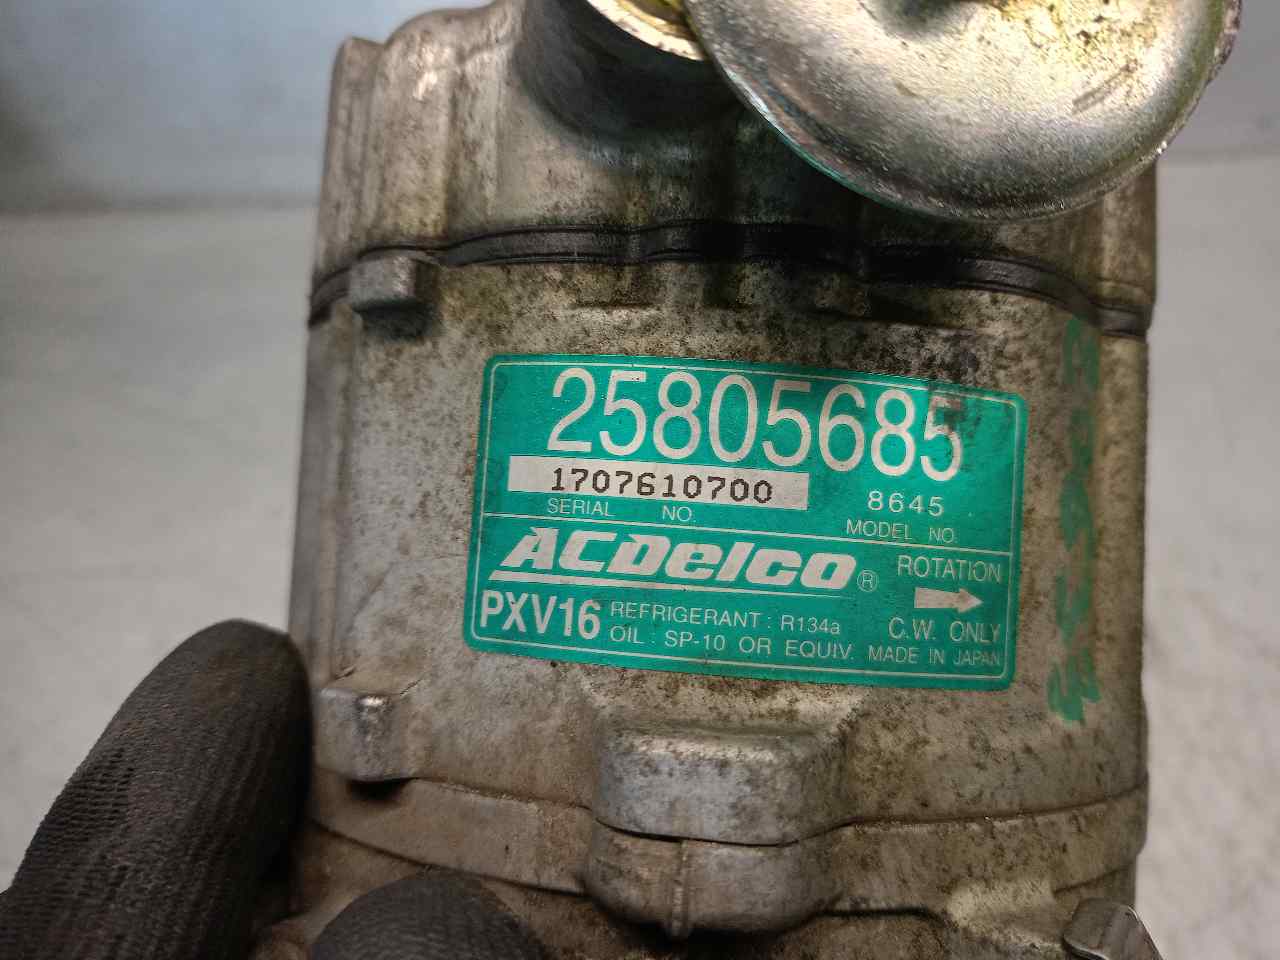 25805685
1707610700
8645
SERIAL NO.
MODEL NO.
ACDelco®
ROTATION
PXV16
REFRIGERANT : R134a
OIL : SP-10 OR EQUIV.
C.W. ONLY
MADE IN JAPAN